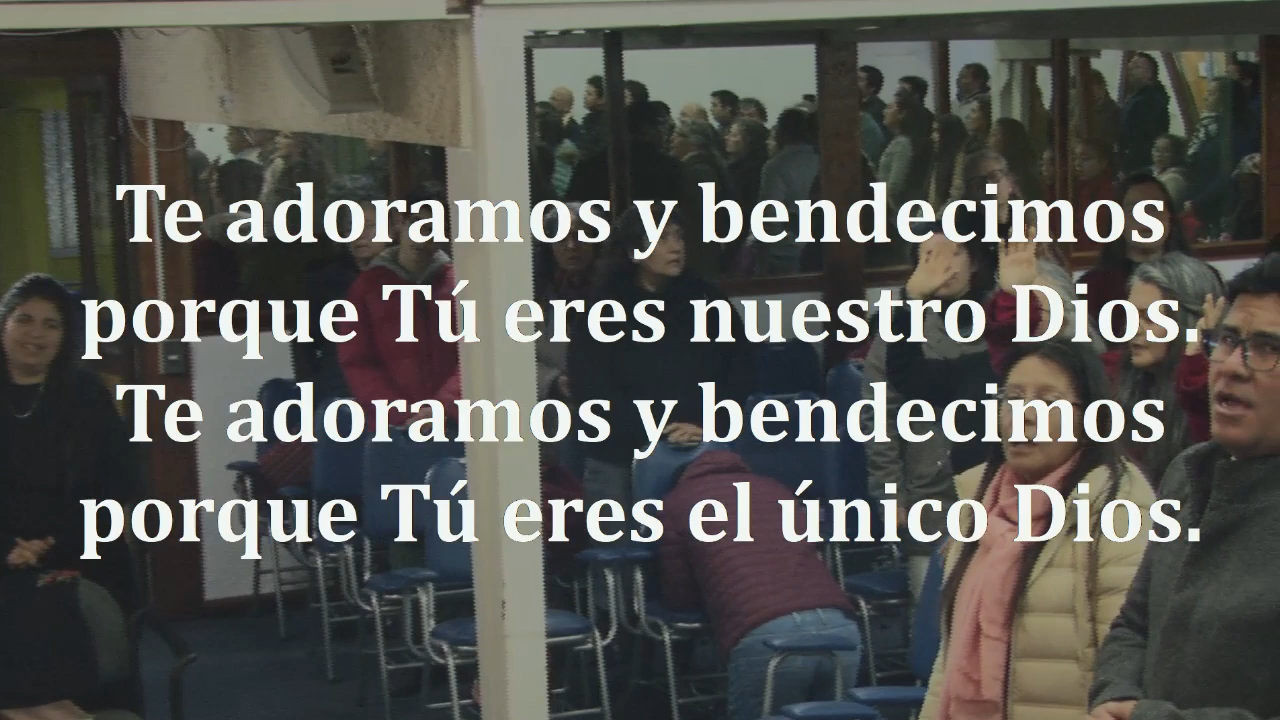 Te adoramos y bendecimos
porque Tú eres nuestro Dios.
Te adoramos y bendecimos
porque Tú eres el único Dios.